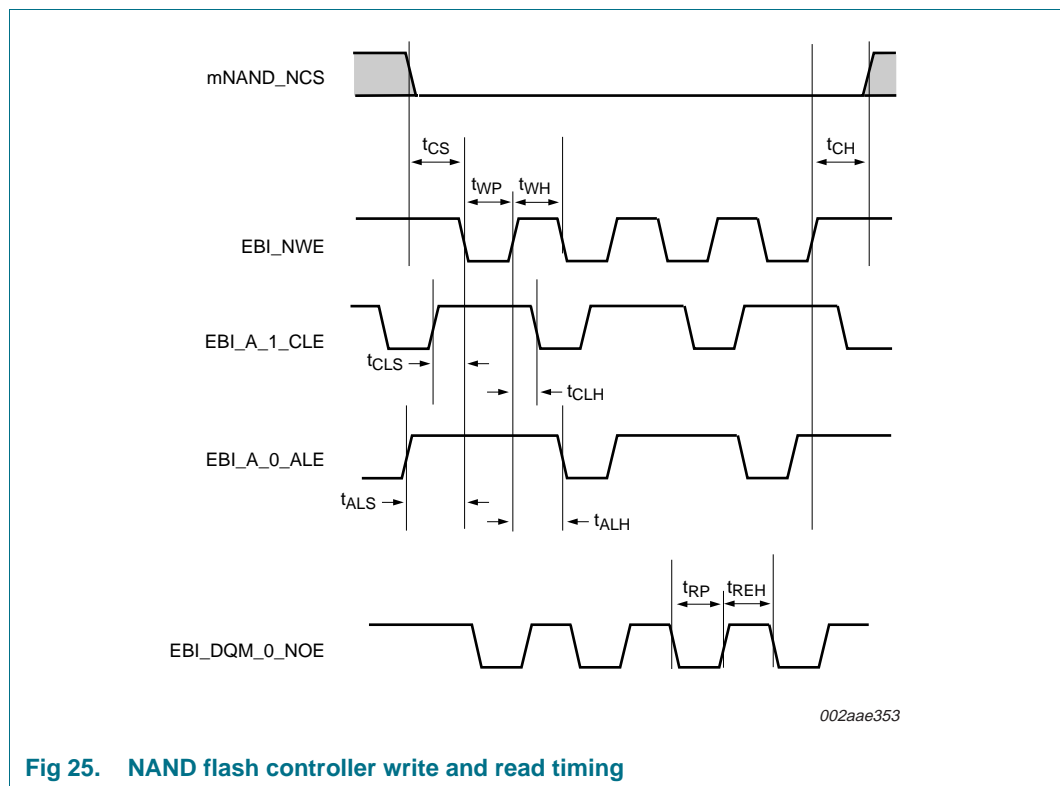 mNAND_NCS
tCS
tCH
tWP
tWH
EBI_NWE
EBI_A_1_CLE
tCLS
tCLH
EBI_A_0_ALE
tALS
tALH
tRP
tREH
EBI_DQM_0_NOE
002aae353
Fig 25. NAND flash controller write and read timing